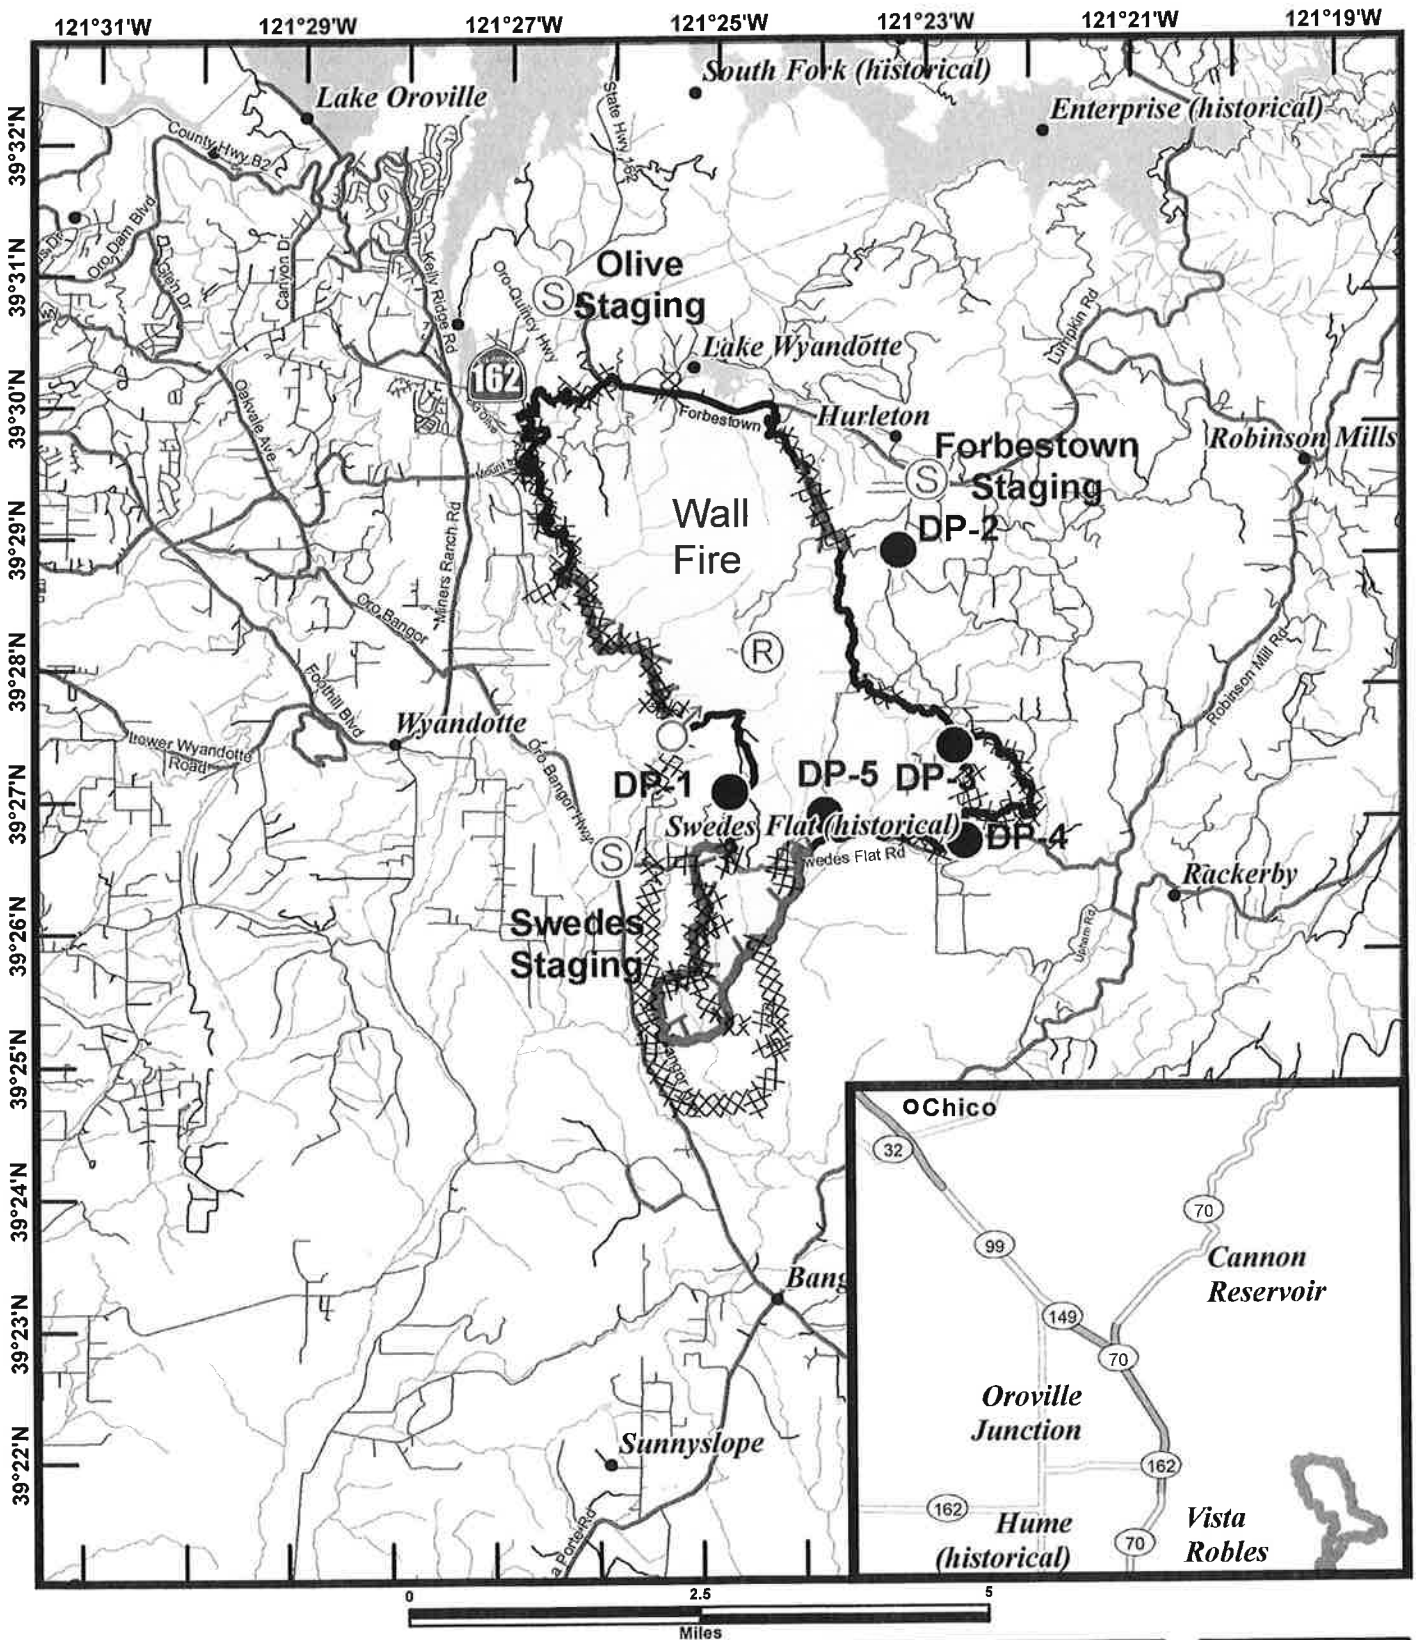 121°31'W
121°29'W
121°27'W
121°25'W
121°23'W
121°21'W
121°19'W
39°32'N
39°31'N
39°30'N
39°29'N
39°28'N
39°27'N
39°26'N
39°25'N
39°24'N
39°23'N
39°22'N
South Fork (historical)
Lake Oroville
Enterprise (historical)
County Hwy B2
State Hwy 162
Oro Dam Blvd
Glen Dr
Canyon Dr
Kelly Ridge Rd
Oro-Quincy Hwy
Olive
Staging
S
Lumpkin Rd
Lake Wyandotte
162
Oakvale Ave
Forbestown
Hurleton
Forbestown
Staging
S
Robinson Mills
Wall
Fire
DP-2
Miners Ranch Rd
Oro Bangor
R
Robinson Mill Rd
Foothill Blvd
Wyandotte
Lower Wyandotte
Road
Oro Bangor Hwy
DP-1
DP-5
DP-3
Swedes Flat (historical)
DP-4
S
wedes Flat Rd
Rackerby
Upham Rd
Swedes
Staging
angor
Bang
Sunnyslope
a Porte Rd
Chico
32
70
99
Cannon
Reservoir
149
70
Oroville
Junction
162
162
Hume
(historical)
Vista
Robles
70
0
2.5
5
Miles